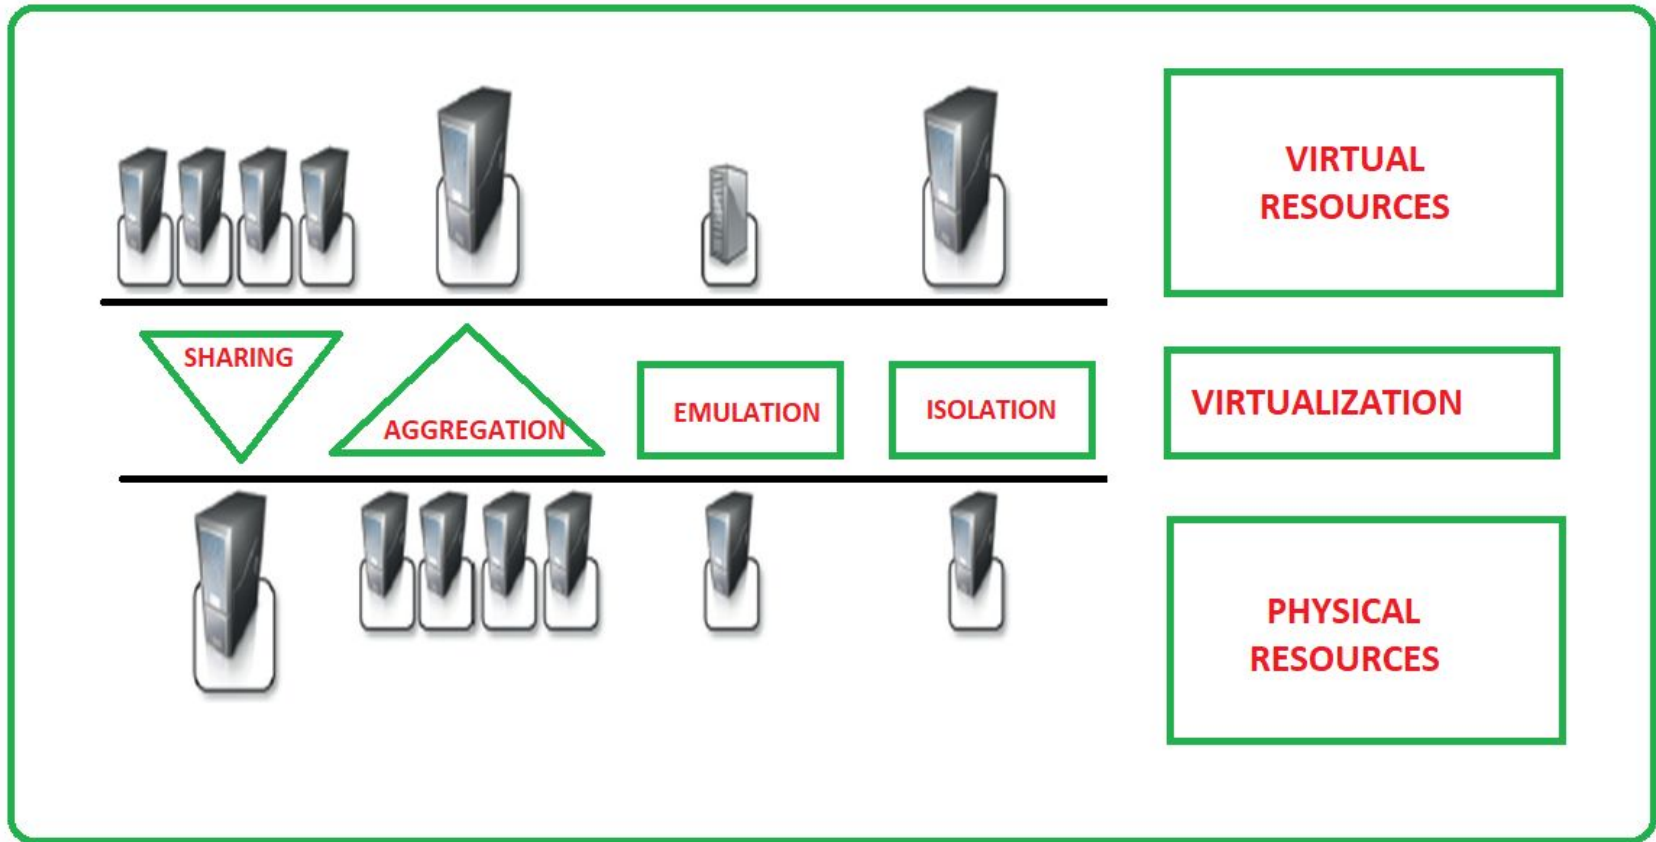 VIRTUAL
RESOURCES
SHARING
AGGREGATION
EMULATION
ISOLATION
VIRTUALIZATION
PHYSICAL
RESOURCES